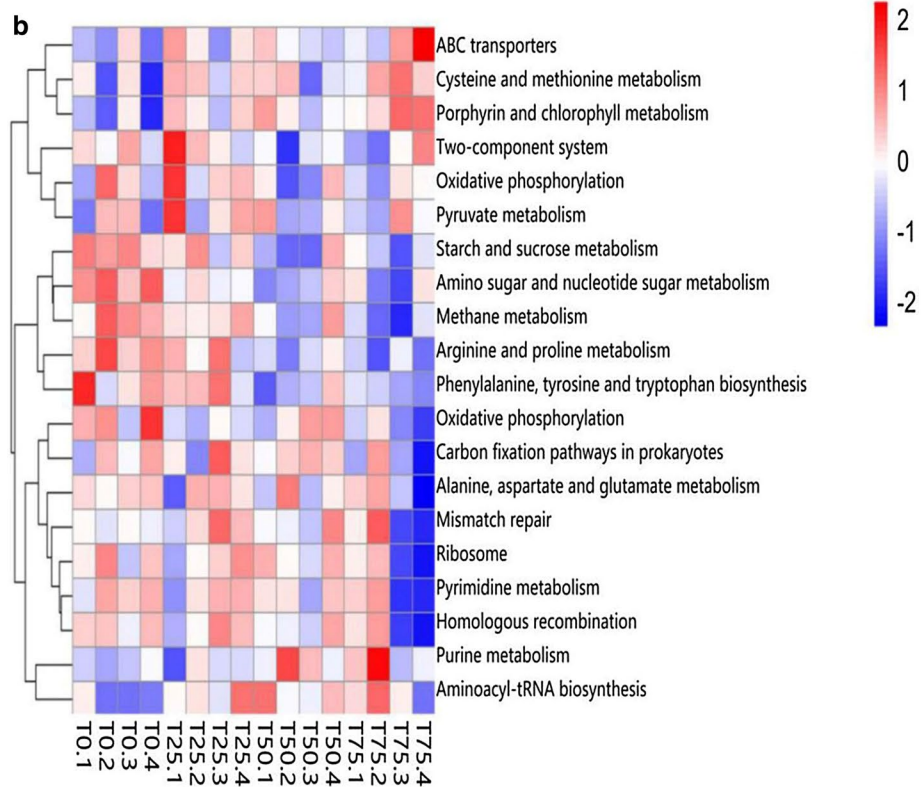 b
ABC transporters
Cysteine and methionine metabolism
Porphyrin and chlorophyll metabolism
Two-component system
Oxidative phosphorylation
Pyruvate metabolism
Starch and sucrose metabolism
Amino sugar and nucleotide sugar metabolism
Methane metabolism
Arginine and proline metabolism
Phenylalanine, tyrosine and tryptophan biosynthesis
Oxidative phosphorylation
Carbon fixation pathways in prokaryotes
Alanine, aspartate and glutamate metabolism
Mismatch repair
Ribosome
Pyrimidine metabolism
Homologous recombination
Purine metabolism
Aminoacyl-tRNA biosynthesis
2
1
0
-1
-2
T0.1
T0.2
T0.3
T0.4
T25.1
T25.2
T25.3
T25.4
T50.1
T50.2
T50.3
T50.4
T75.1
T75.2
T75.3
T75.4